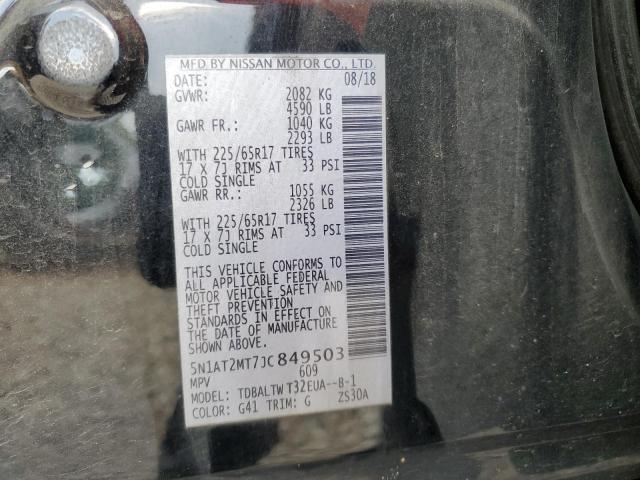 MFD BY NISSAN MOTOR CO., LTD.
DATE: 08/18
GVWR: 2082 KG
4590 LB
GAWR FR.: 1040 KG
2293 LB
WITH 225/65R17 TIRES
17 X 7J RIMS AT 33 PSI
COLD SINGLE
GAWR RR.: 1055 KG
2326 LB
WITH 225/65R17 TIRES
17 X 7J RIMS AT 33 PSI
COLD SINGLE
THIS VEHICLE CONFORMS TO
ALL APPLICABLE FEDERAL
MOTOR VEHICLE SAFETY AND
THEFT PREVENTION
STANDARDS IN EFFECT ON
THE DATE OF MANUFACTURE
SHOWN ABOVE.
5N1AT2MT7JC849503
MPV 609
MODEL: TDBALTWT32EUA--B-1
COLOR: G41 TRIM: G ZS30A